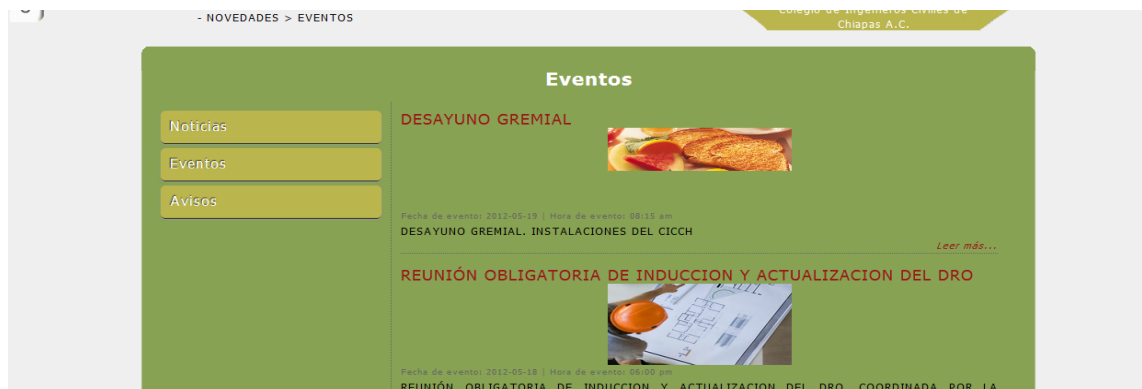 - NOVEDADES > EVENTOS
Colegio de Ingenieros Civiles de
Chiapas A.C.
Eventos
Noticias
Eventos
Avisos
DESAYUNO GREMIAL
Fecha de evento: 2012-05-19 | Hora de evento: 08:15 am
DESAYUNO GREMIAL. INSTALACIONES DEL CICCH
Leer más...
REUNIÓN OBLIGATORIA DE INDUCCION Y ACTUALIZACION DEL DRO
Fecha de evento: 2012-05-18 | Hora de evento: 06:00 pm
REUNIÓN OBLIGATORIA DE INDUCCION Y ACTUALIZACION DEL DRO, COORDINADA POR LA